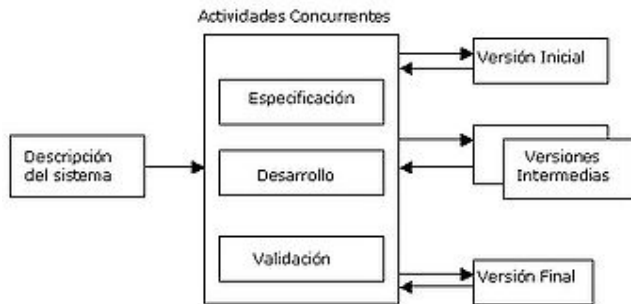 Actividades Concurrentes
Descripción
del sistema
Especificación
Desarrollo
Validación
Versión Inicial
Versiones
Intermedias
Versión Final